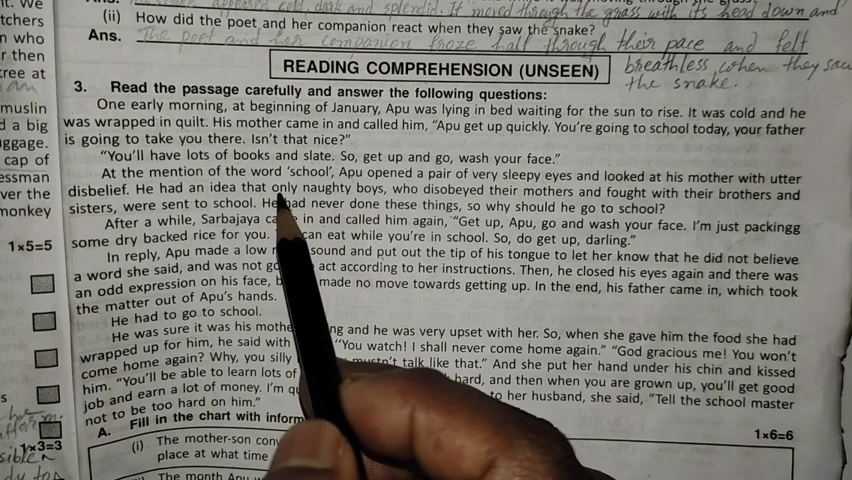 (ii) How did the poet and her companion react when they saw the snake?
Ans. The poet and her companion froze half through their pace and felt
breathless when they saw
the snake.
READING COMPREHENSION (UNSEEN)
3. Read the passage carefully and answer the following questions:
One early morning, at beginning of January, Apu was lying in bed waiting for the sun to rise. It was cold and he
was wrapped in quilt. His mother came in and called him, “Apu get up quickly. You’re going to school today, your father
is going to take you there. Isn’t that nice?”
“You’ll have lots of books and slate. So, get up and go, wash your face.”
At the mention of the word ‘school’, Apu opened a pair of very sleepy eyes and looked at his mother with utter
disbelief. He had an idea that only naughty boys, who disobeyed their mothers and fought with their brothers and
sisters, were sent to school. He had never done these things, so why should he go to school?
After a while, Sarbajaya in and called him again, “Get up, Apu, go and wash your face. I’m just packingg
some dry backed rice for you. can eat while you’re in school. So, do get up, darling.”
In reply, Apu made a low sound and put out the tip of his tongue to let her know that he did not believe
a word she said, and was not act according to her instructions. Then, he closed his eyes again and there was
an odd expression on his face, made no move towards getting up. In the end, his father came in, which took
the matter out of Apu’s hands.
He had to go to school.
He was sure it was his and he was very upset with her. So, when she gave him the food she had
wrapped up for him, he said with “You watch! I shall never come home again.” “God gracious me! You won’t
come home again? Why, you silly mustn’t talk like that.” And she put her hand under his chin and kissed
him. “You’ll be able to learn lots of hard, and then when you are grown up, you’ll get good
job and earn a lot of money. I’m to her husband, she said, “Tell the school master
not to be too hard on him.”
A. Fill in the chart with 1×6=6
(i) The mother-son
place at what time
The month
tchers
n who
r then
ree at
muslin
d a big
uggage.
cap of
essman
ver the
monkey
1×5=5
1×3=3